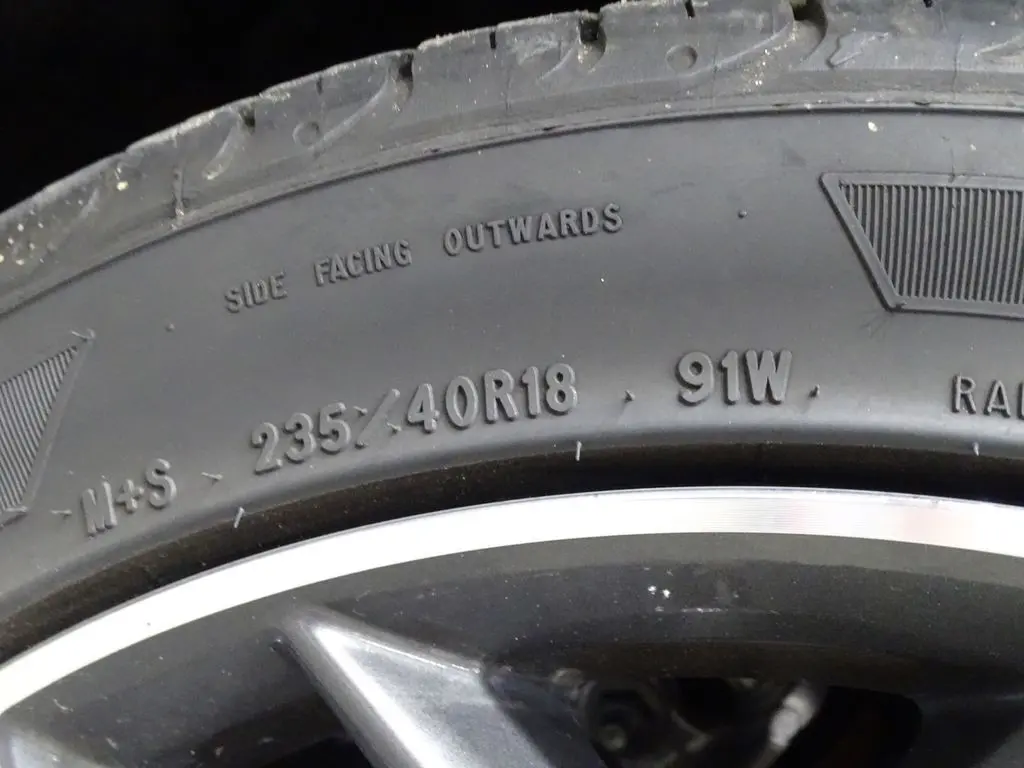 SIDE FACING OUTWARDS
M+S 235/40R18 91W